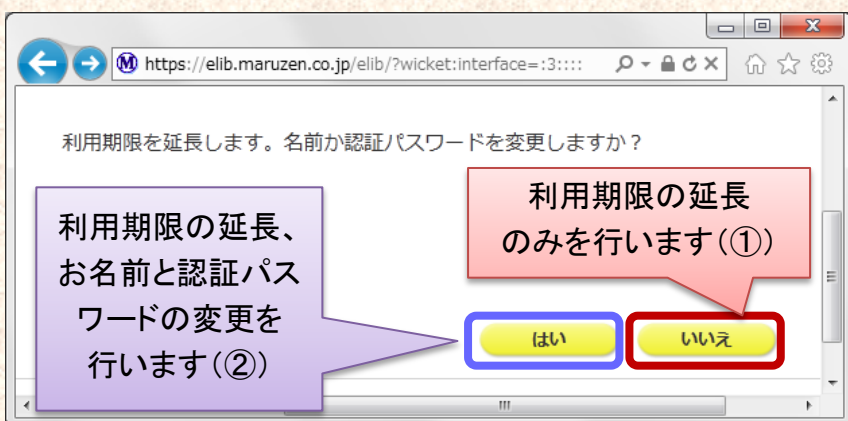 https://elib.maruzen.co.jp/elib/?wicket:interface=:3::::
利用期限を延長します。名前か認証パスワードを変更しますか？
利用期限の延長
のみを行います（①）
利用期限の延長、
お名前と認証パス
ワードの変更を
行います（②）
はい
いいえ